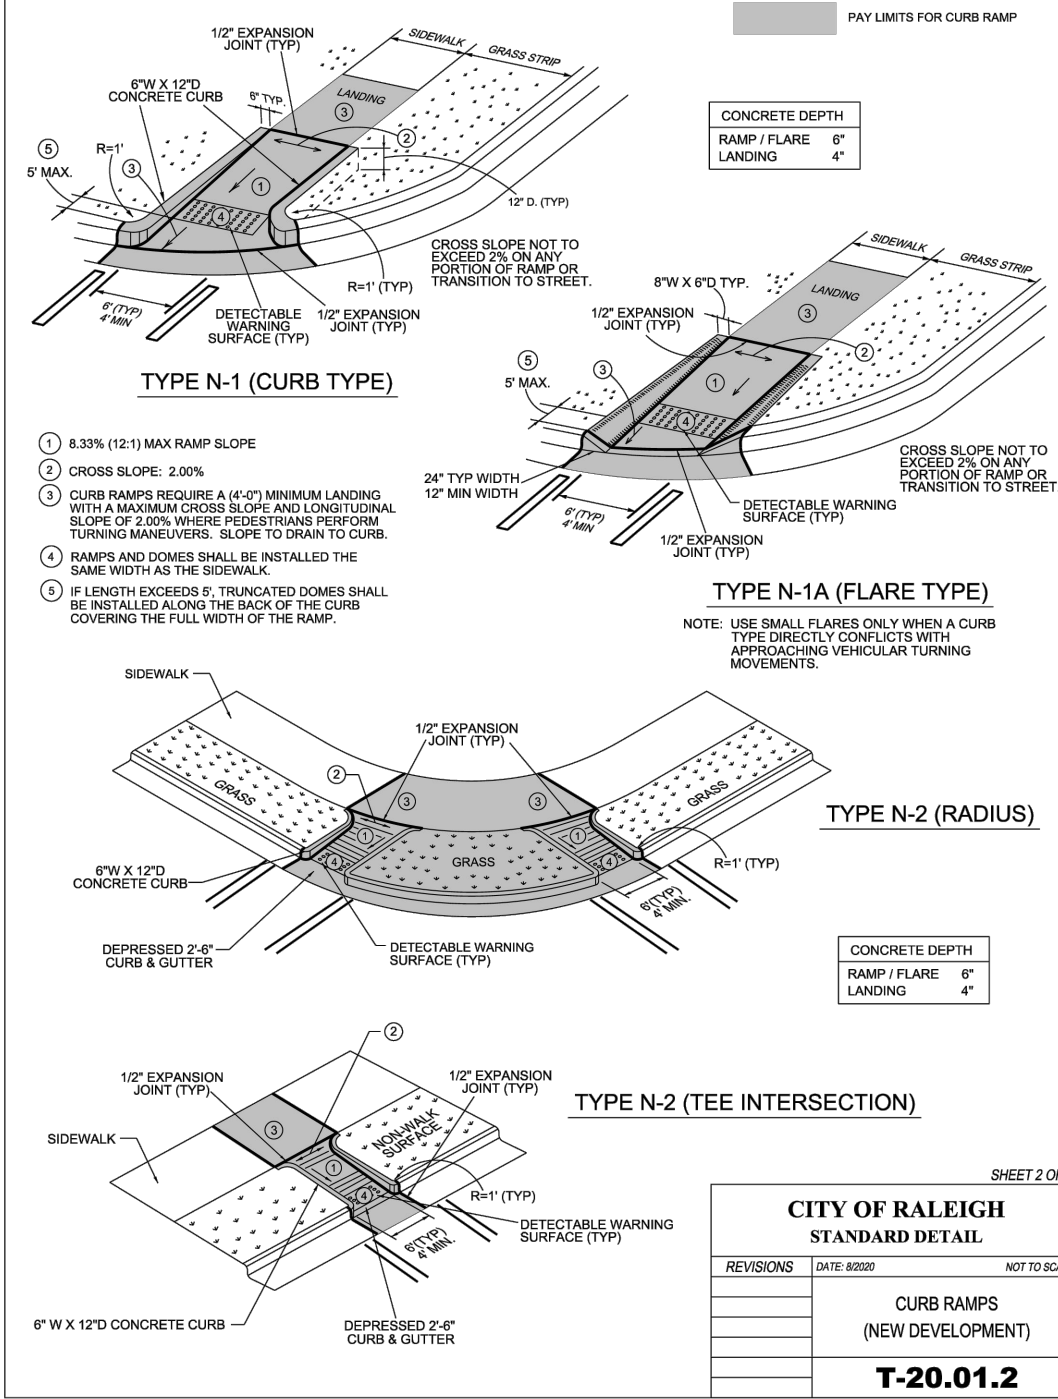 PAY LIMITS FOR CURB RAMP
CONCRETE DEPTH
RAMP / FLARE 6"
LANDING 4"
1/2" EXPANSION
JOINT (TYP)
SIDEWALK
GRASS STRIP
6"W X 12"D
CONCRETE CURB
6" TYP.
LANDING
3
2
5
5' MAX.
R=1'
3
1
4
12" D. (TYP)
CROSS SLOPE NOT TO
EXCEED 2% ON ANY
PORTION OF RAMP OR
TRANSITION TO STREET.
R=1' (TYP)
6' (TYP)
4' MIN
DETECTABLE
WARNING
SURFACE (TYP)
1/2" EXPANSION
JOINT (TYP)
TYPE N-1 (CURB TYPE)
SIDEWALK
GRASS STRIP
8"W X 6"D TYP.
LANDING
1/2" EXPANSION
JOINT (TYP)
3
2
5
5' MAX.
3
1
4
24" TYP WIDTH
12" MIN WIDTH
6' (TYP)
4' MIN
CROSS SLOPE NOT TO
EXCEED 2% ON ANY
PORTION OF RAMP OR
TRANSITION TO STREET
DETECTABLE WARNING
SURFACE (TYP)
1/2" EXPANSION
JOINT (TYP)
TYPE N-1A (FLARE TYPE)
NOTE: USE SMALL FLARES ONLY WHEN A CURB
TYPE DIRECTLY CONFLICTS WITH
APPROACHING VEHICULAR TURNING
MOVEMENTS.
1 8.33% (12:1) MAX RAMP SLOPE
2 CROSS SLOPE: 2.00%
3 CURB RAMPS REQUIRE A (4'-0") MINIMUM LANDING
WITH A MAXIMUM CROSS SLOPE AND LONGITUDINAL
SLOPE OF 2.00% WHERE PEDESTRIANS PERFORM
TURNING MANEUVERS. SLOPE TO DRAIN TO CURB.
4 RAMPS AND DOMES SHALL BE INSTALLED THE
SAME WIDTH AS THE SIDEWALK.
5 IF LENGTH EXCEEDS 5', TRUNCATED DOMES SHALL
BE INSTALLED ALONG THE BACK OF THE CURB
COVERING THE FULL WIDTH OF THE RAMP.
SIDEWALK
1/2" EXPANSION
JOINT (TYP)
2
GRASS
3
3
GRASS
1
1
4
GRASS
4
R=1' (TYP)
6"W X 12"D
CONCRETE CURB
6'(TYP)
4' MIN.
DEPRESSED 2'-6"
CURB & GUTTER
DETECTABLE WARNING
SURFACE (TYP)
TYPE N-2 (RADIUS)
CONCRETE DEPTH
RAMP / FLARE 6"
LANDING 4"
2
1/2" EXPANSION
JOINT (TYP)
1/2" EXPANSION
JOINT (TYP)
SIDEWALK
3
NON-WALK
SURFACE
1
4
R=1' (TYP)
DETECTABLE WARNING
SURFACE (TYP)
6'(TYP)
4' MIN.
6" W X 12"D CONCRETE CURB
DEPRESSED 2'-6"
CURB & GUTTER
TYPE N-2 (TEE INTERSECTION)
SHEET 2 O
CITY OF RALEIGH
STANDARD DETAIL
REVISIONS DATE: 8/2020 NOT TO SCA
CURB RAMPS
(NEW DEVELOPMENT)
T-20.01.2